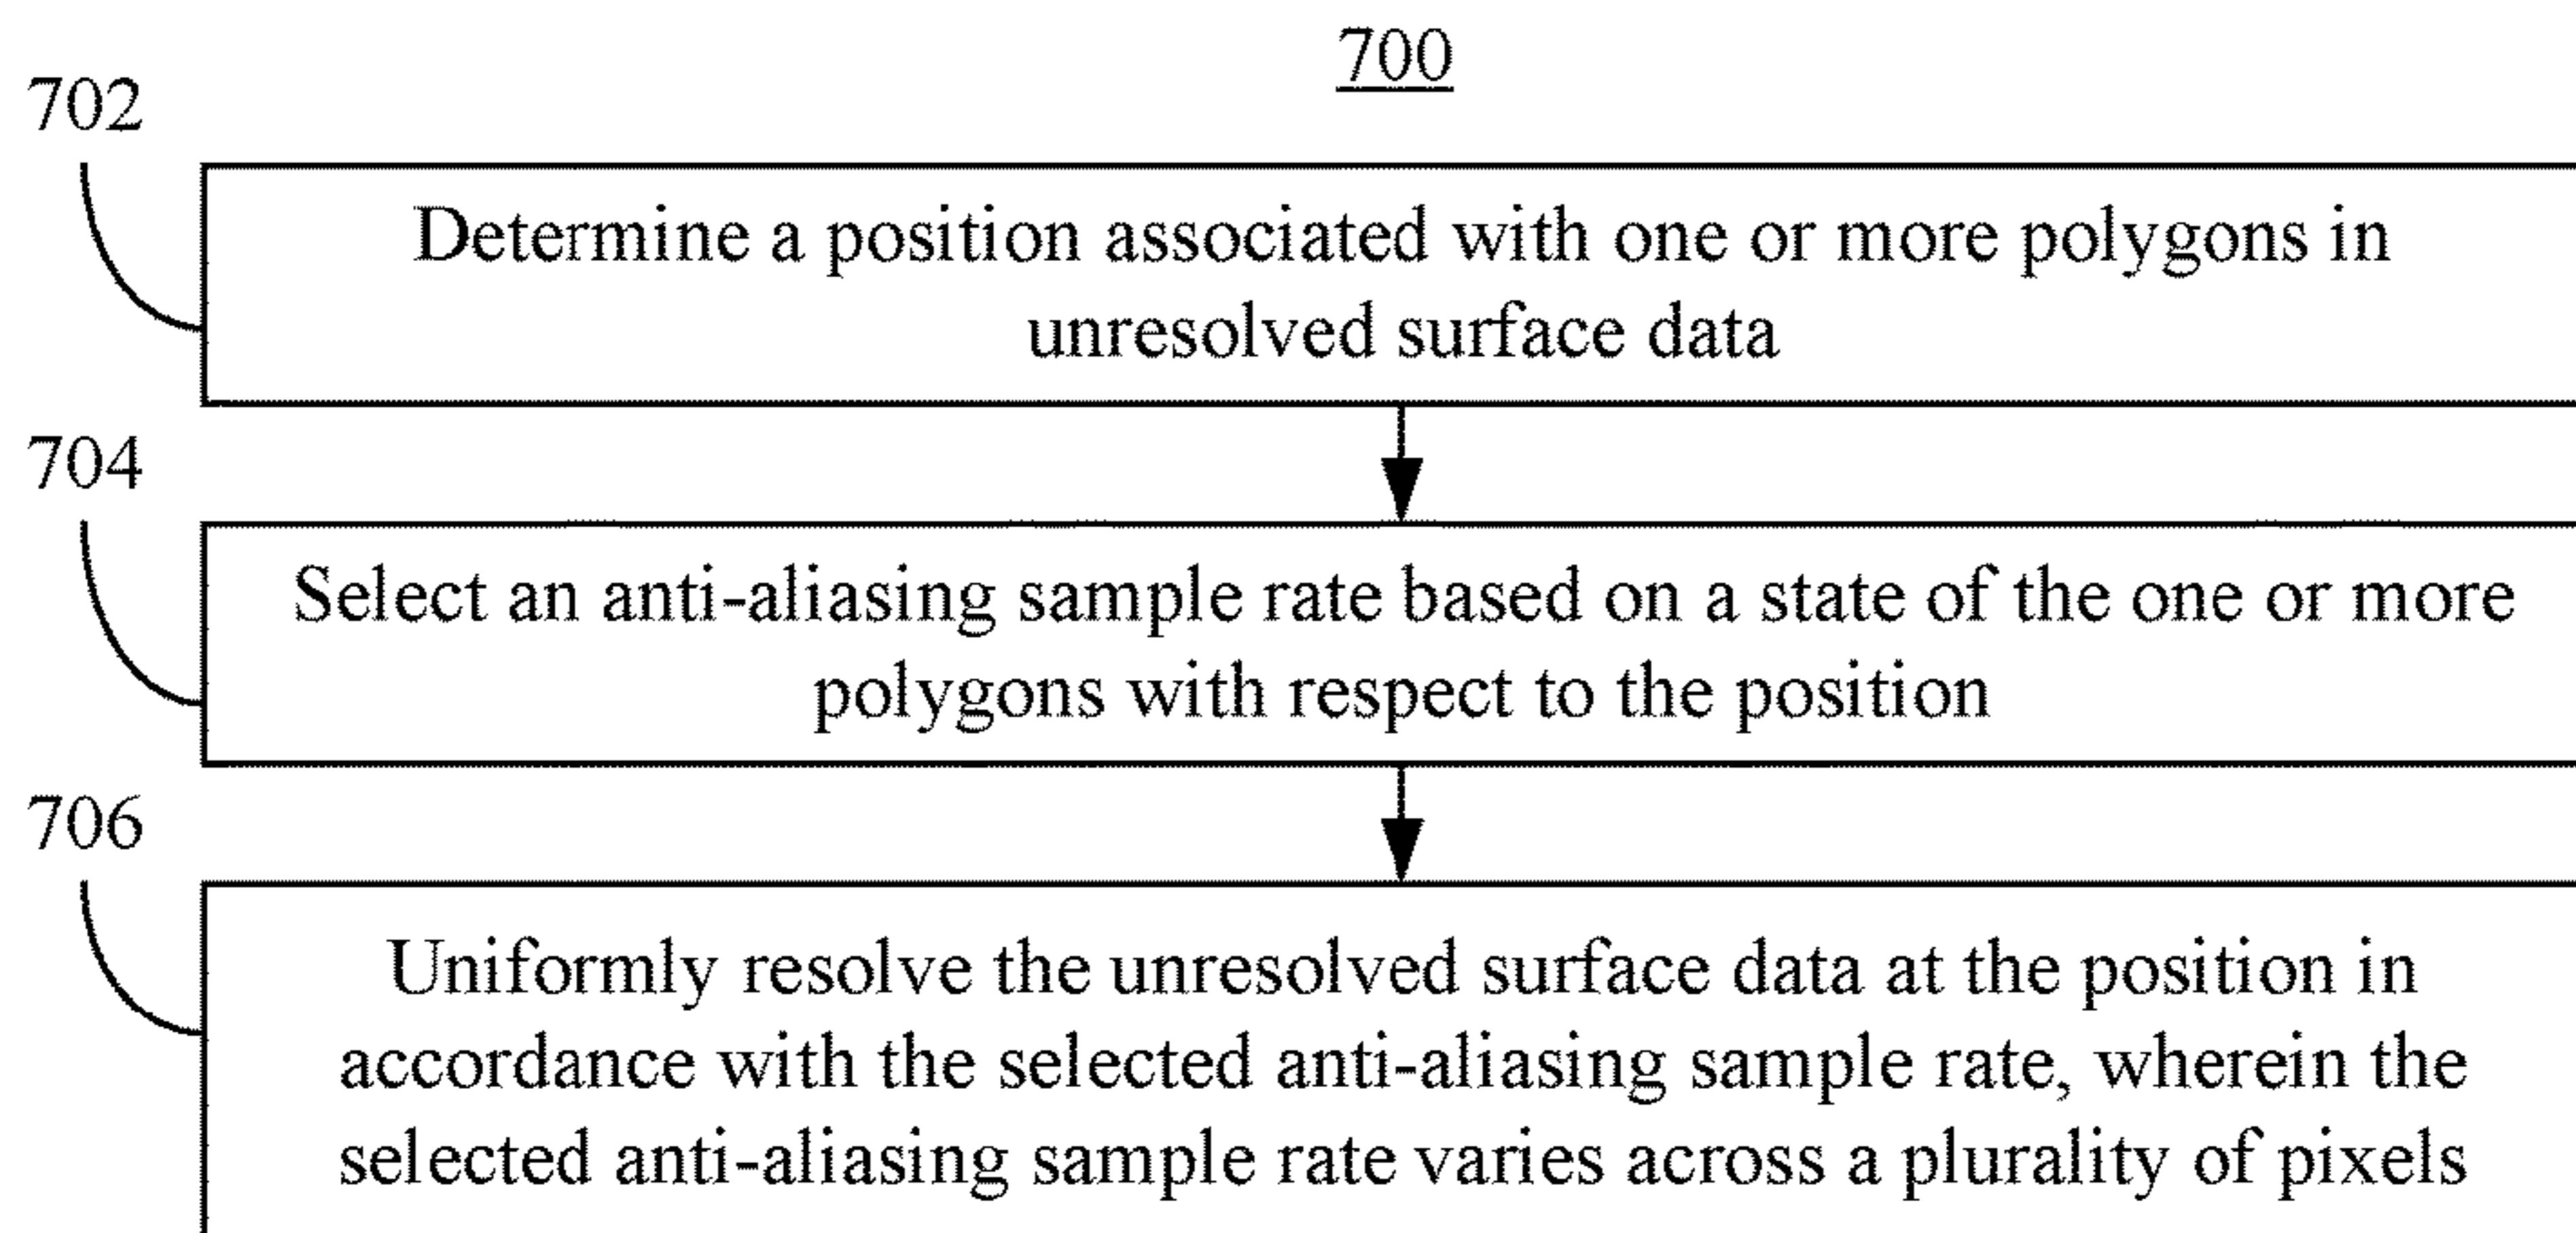 700
702
Determine a position associated with one or more polygons in
unresolved surface data
704
Select an anti-aliasing sample rate based on a state of the one or more
polygons with respect to the position
706
Uniformly resolve the unresolved surface data at the position in
accordance with the selected anti-aliasing sample rate, wherein the
selected anti-aliasing sample rate varies across a plurality of pixels